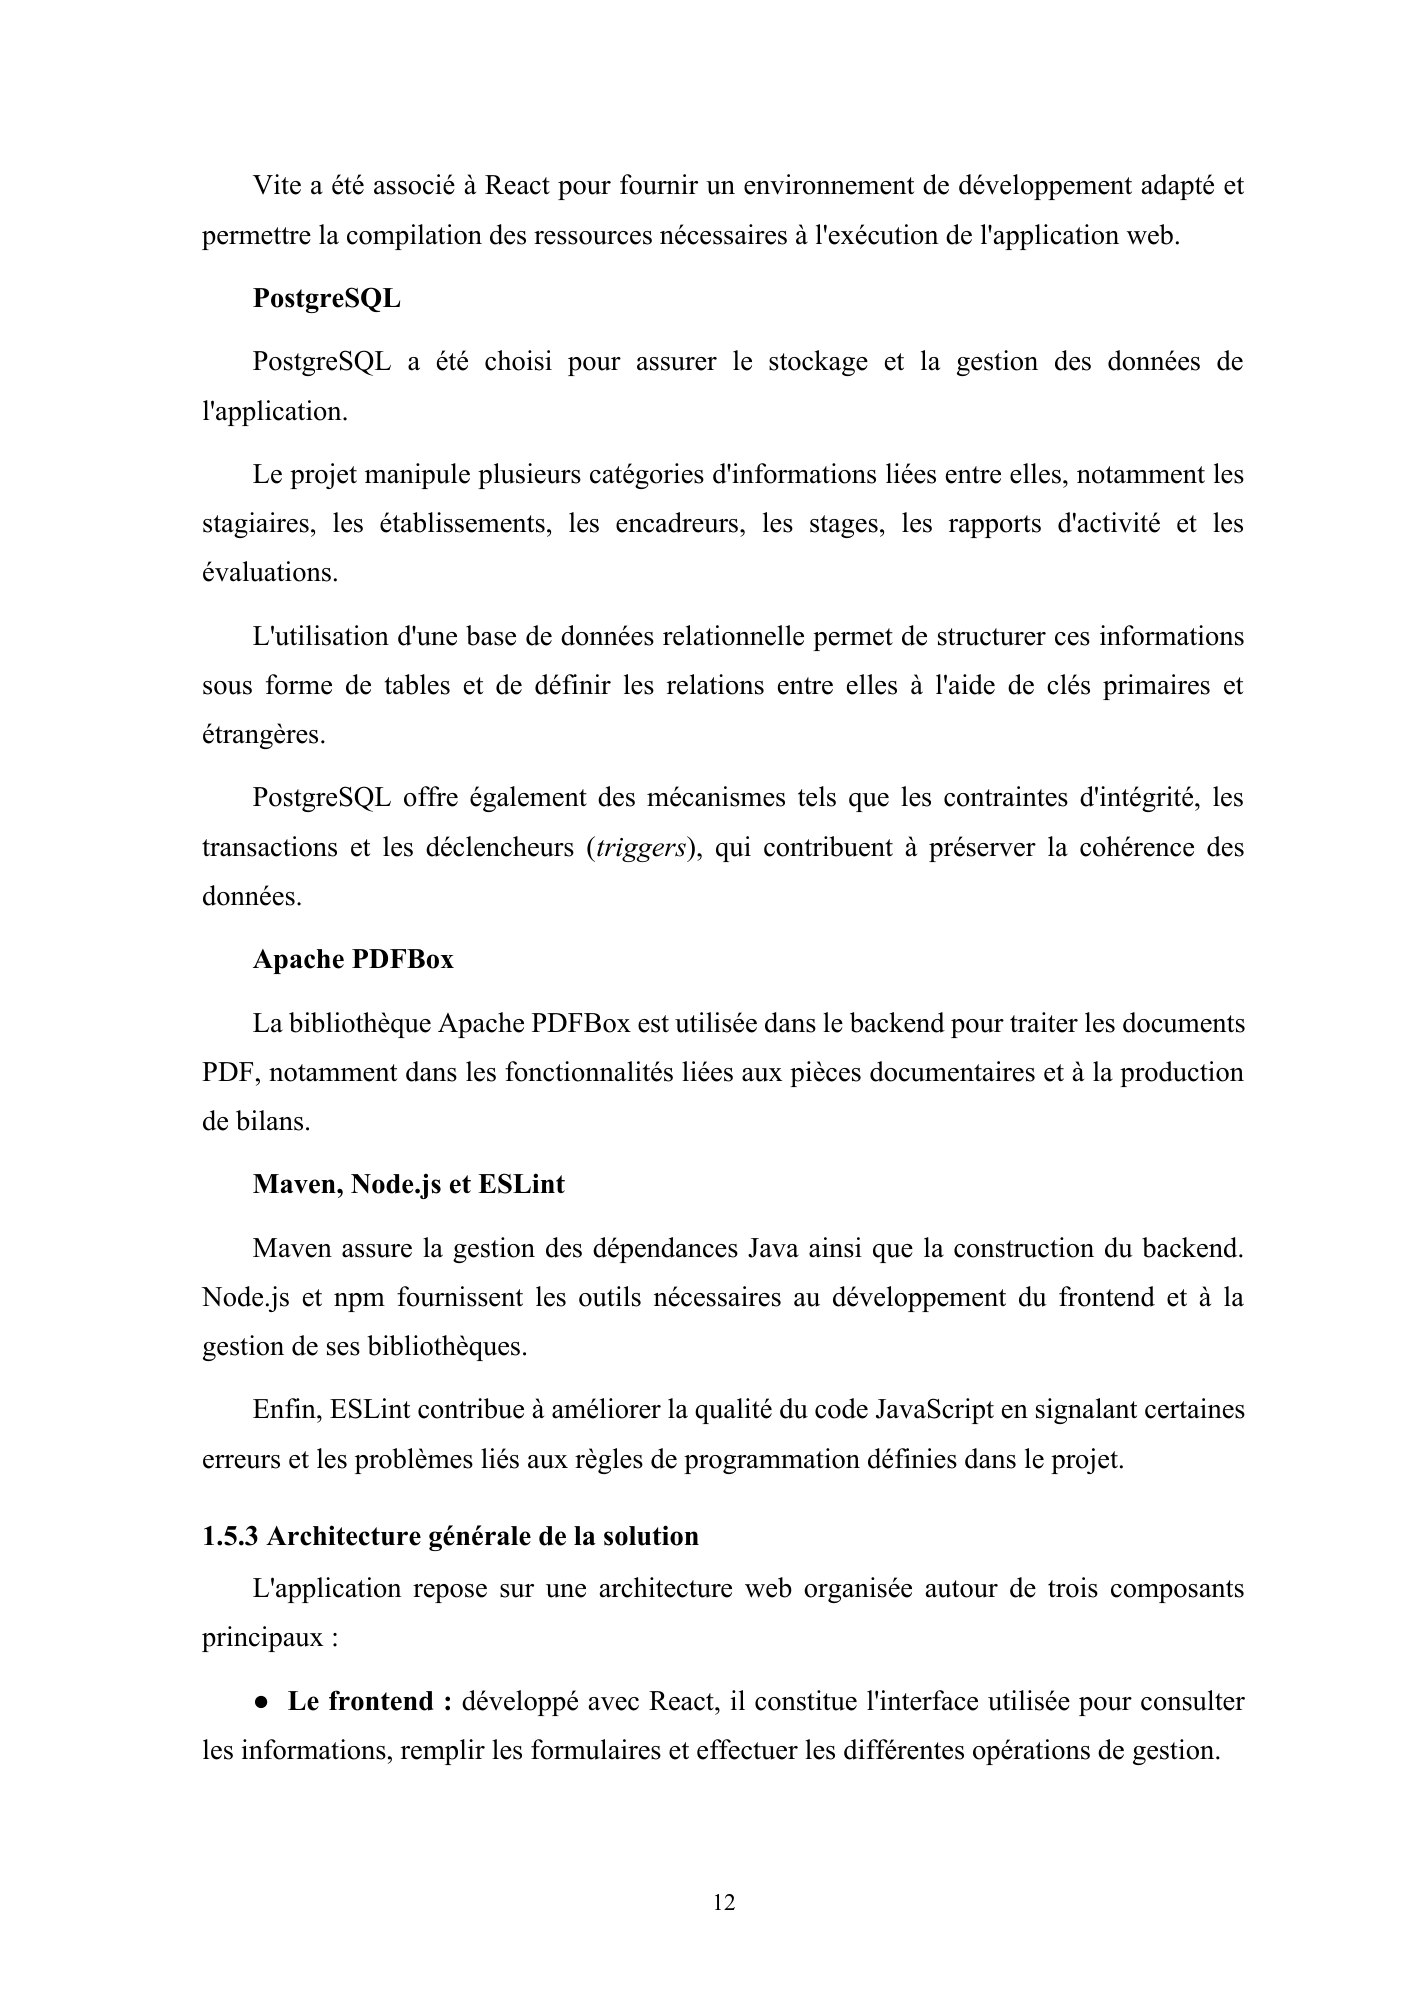 Vite a été associé à React pour fournir un environnement de développement adapté et
permettre la compilation des ressources nécessaires à l'exécution de l'application web.
PostgreSQL
PostgreSQL a été choisi pour assurer le stockage et la gestion des données de
l'application.
Le projet manipule plusieurs catégories d'informations liées entre elles, notamment les
stagiaires, les établissements, les encadreurs, les stages, les rapports d'activité et les
évaluations.
L'utilisation d'une base de données relationnelle permet de structurer ces informations
sous forme de tables et de définir les relations entre elles à l'aide de clés primaires et
étrangères.
PostgreSQL offre également des mécanismes tels que les contraintes d'intégrité, les
transactions et les déclencheurs (triggers), qui contribuent à préserver la cohérence des
données.
Apache PDFBox
La bibliothèque Apache PDFBox est utilisée dans le backend pour traiter les documents
PDF, notamment dans les fonctionnalités liées aux pièces documentaires et à la production
de bilans.
Maven, Node.js et ESLint
Maven assure la gestion des dépendances Java ainsi que la construction du backend.
Node.js et npm fournissent les outils nécessaires au développement du frontend et à la
gestion de ses bibliothèques.
Enfin, ESLint contribue à améliorer la qualité du code JavaScript en signalant certaines
erreurs et les problèmes liés aux règles de programmation définies dans le projet.
1.5.3 Architecture générale de la solution
L'application repose sur une architecture web organisée autour de trois composants
principaux :
● Le frontend : développé avec React, il constitue l'interface utilisée pour consulter
les informations, remplir les formulaires et effectuer les différentes opérations de gestion.
12